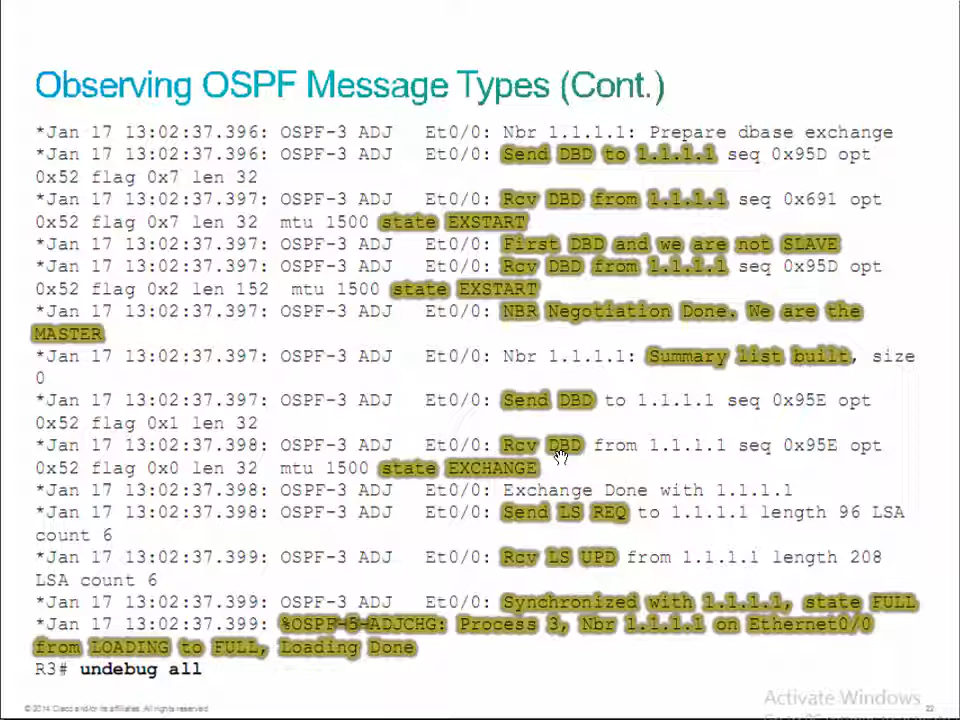 Observing OSPF Message Types (Cont.)
*Jan 17 13:02:37.396: OSPF-3 ADJ   Et0/0: Nbr 1.1.1.1: Prepare dbase exchange
*Jan 17 13:02:37.396: OSPF-3 ADJ   Et0/0: Send DBD to 1.1.1.1 seq 0x95D opt
0x52 flag 0x7 len 32
*Jan 17 13:02:37.397: OSPF-3 ADJ   Et0/0: Rcv DBD from 1.1.1.1 seq 0x691 opt
0x52 flag 0x7 len 32  mtu 1500 state EXSTART
*Jan 17 13:02:37.397: OSPF-3 ADJ   Et0/0: First DBD and we are not SLAVE
*Jan 17 13:02:37.397: OSPF-3 ADJ   Et0/0: Rcv DBD from 1.1.1.1 seq 0x95D opt
0x52 flag 0x2 len 152  mtu 1500 state EXSTART
*Jan 17 13:02:37.397: OSPF-3 ADJ   Et0/0: NBR Negotiation Done. We are the
MASTER
*Jan 17 13:02:37.397: OSPF-3 ADJ   Et0/0: Nbr 1.1.1.1: Summary list built, size
0
*Jan 17 13:02:37.397: OSPF-3 ADJ   Et0/0: Send DBD to 1.1.1.1 seq 0x95E opt
0x52 flag 0x1 len 32
*Jan 17 13:02:37.398: OSPF-3 ADJ   Et0/0: Rcv DBD from 1.1.1.1 seq 0x95E opt
0x52 flag 0x0 len 32  mtu 1500 state EXCHANGE
*Jan 17 13:02:37.398: OSPF-3 ADJ   Et0/0: Exchange Done with 1.1.1.1
*Jan 17 13:02:37.398: OSPF-3 ADJ   Et0/0: Send LS REQ to 1.1.1.1 length 96 LSA
count 6
*Jan 17 13:02:37.399: OSPF-3 ADJ   Et0/0: Rcv LS UPD from 1.1.1.1 length 208
LSA count 6
*Jan 17 13:02:37.399: OSPF-3 ADJ   Et0/0: Synchronized with 1.1.1.1, state FULL
*Jan 17 13:02:37.399: %OSPF-5-ADJCHG: Process 3, Nbr 1.1.1.1 on Ethernet0/0
from LOADING to FULL, Loading Done
R3# undebug all
© 2014 Cisco and/or its affiliates. All rights reserved.
Activate Windows
22